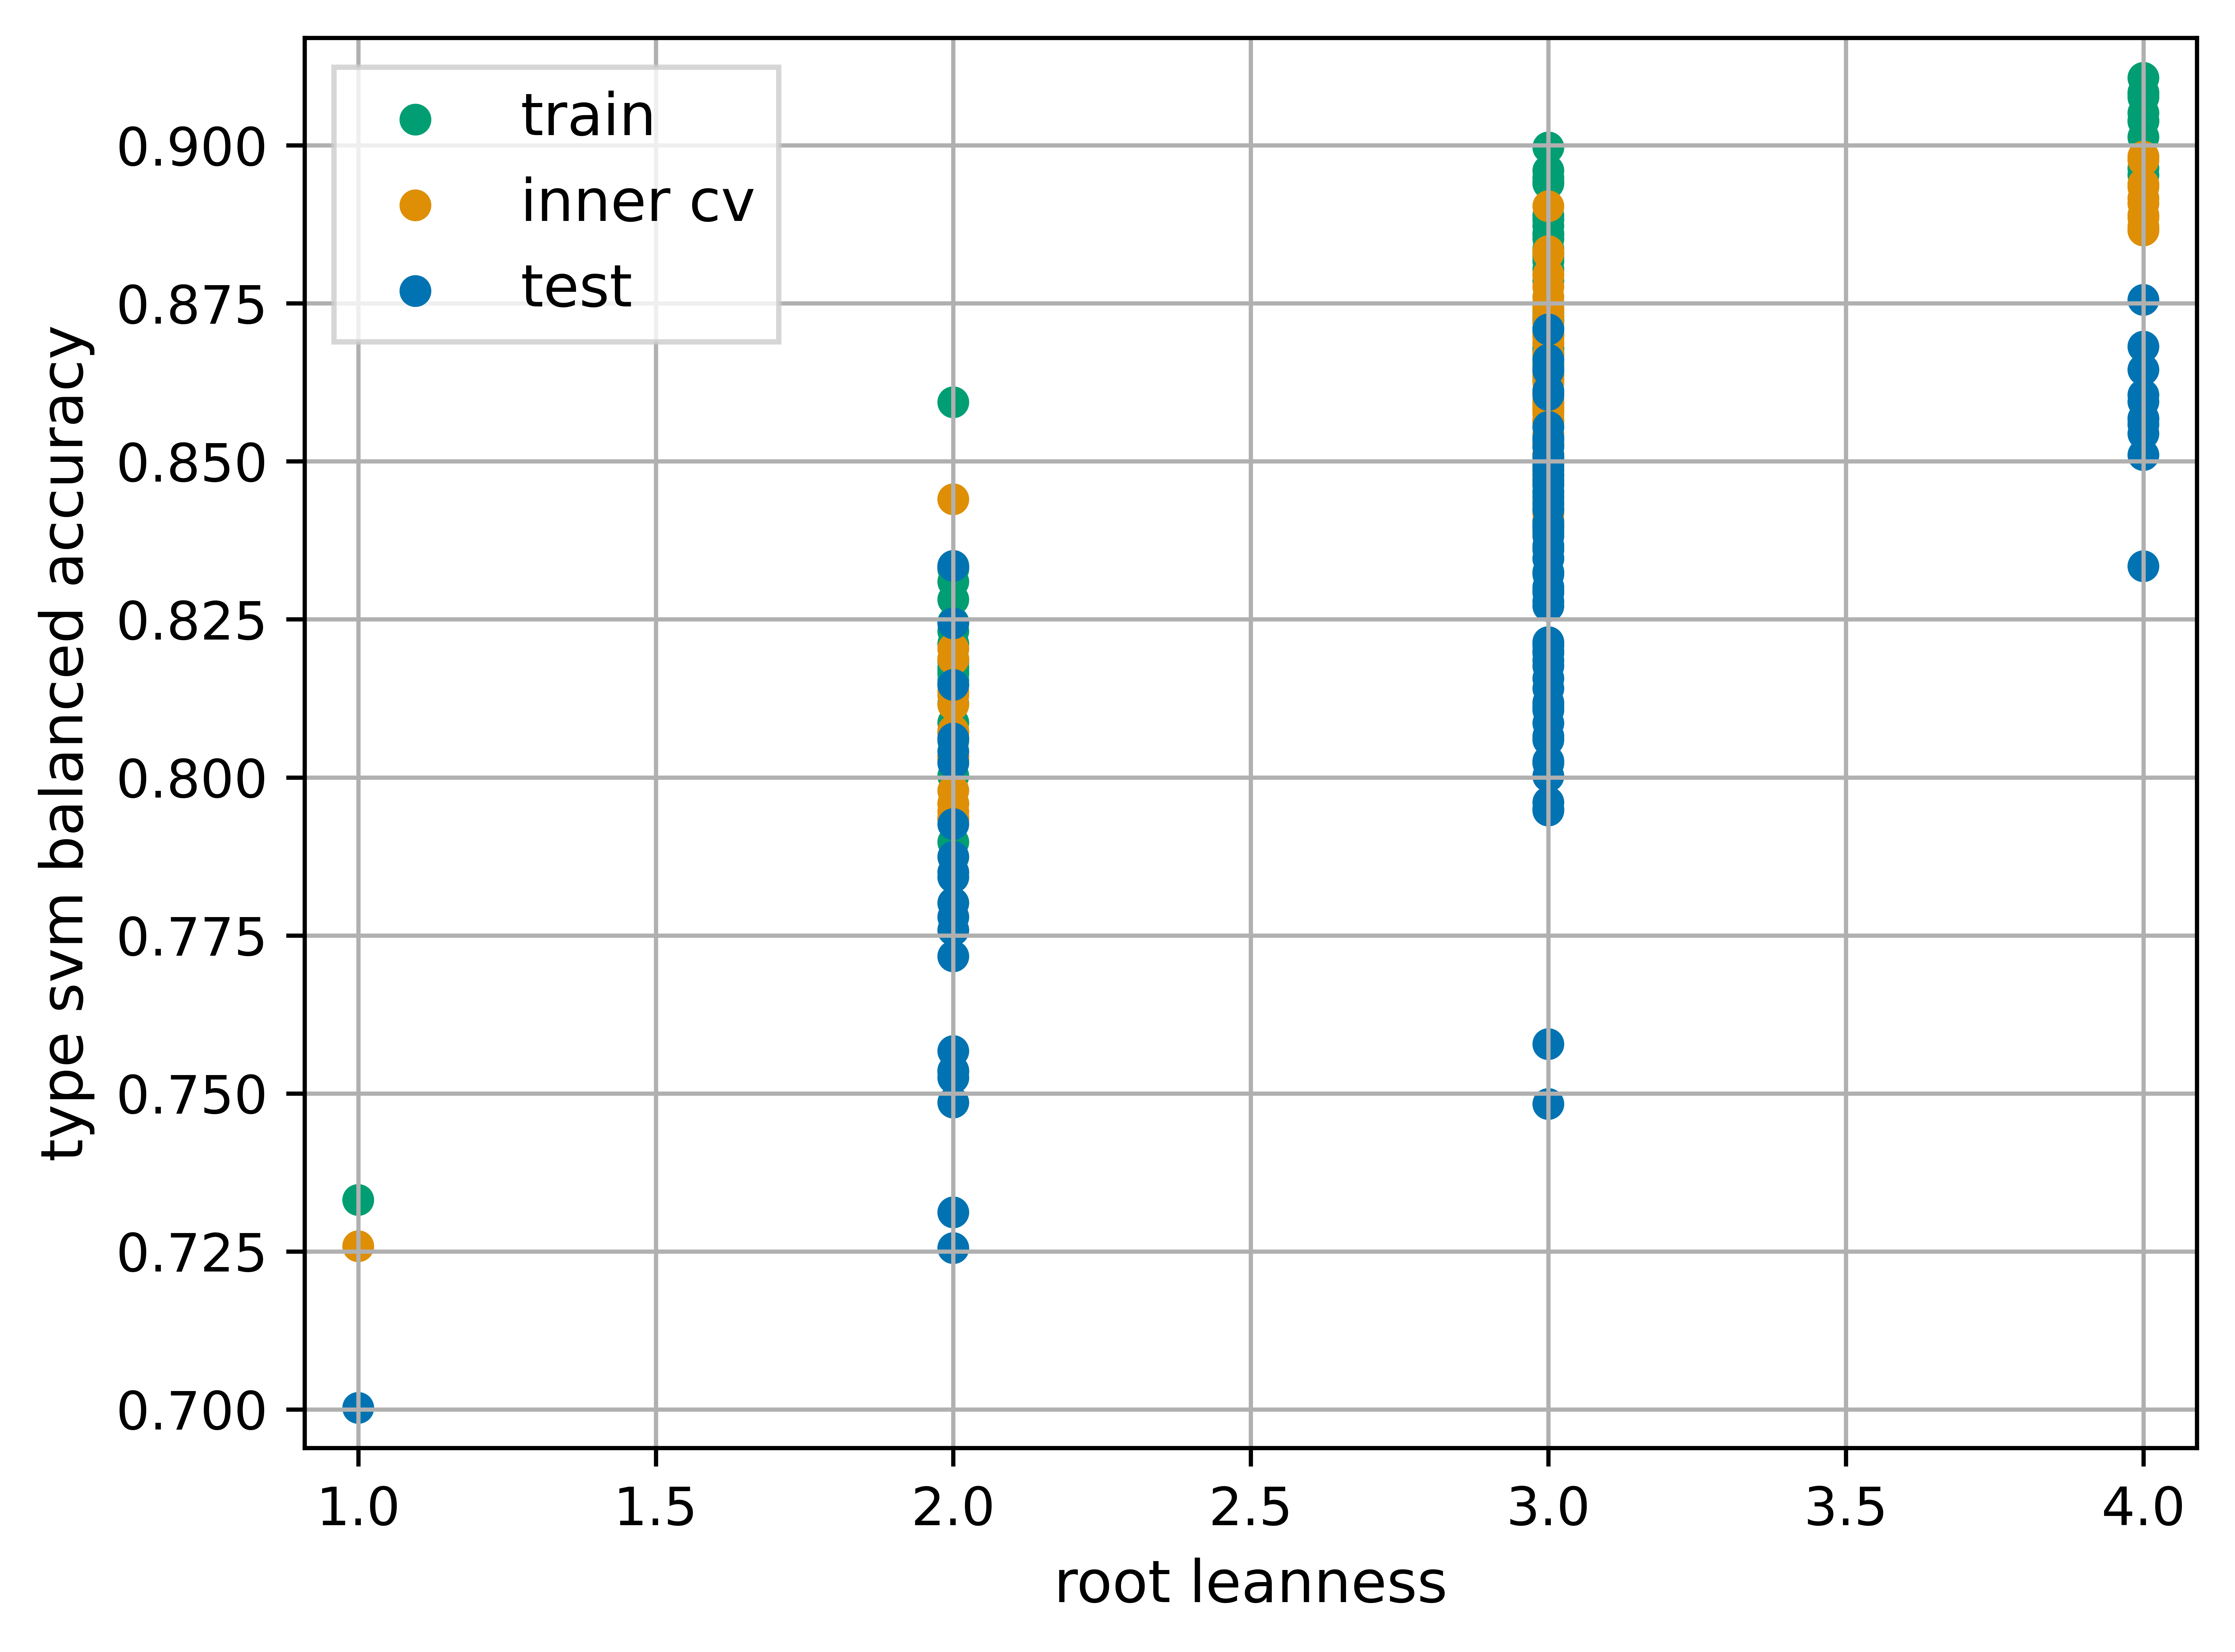 train
inner cv
test
0.900
0.875
0.850
0.825
0.800
0.775
0.750
0.725
0.700
type svm balanced accuracy
1.0 1.5 2.0 2.5 3.0 3.5 4.0
root leanness